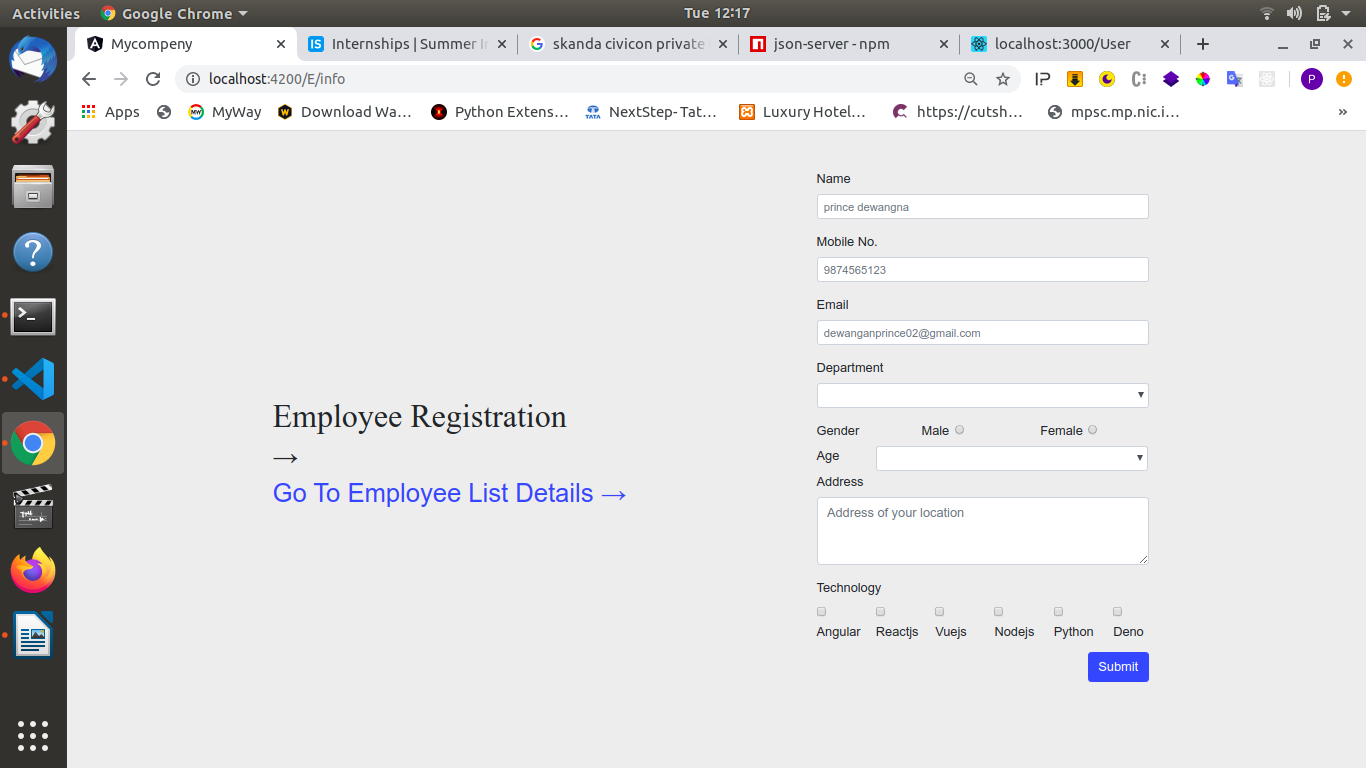 Activities Google Chrome Tue 12:17
Mycompeny Internships | Summer I skanda civicon private json-server - npm localhost:3000/User
localhost:4200/E/info
Apps MyWay Download Wa... Python Extens... NextStep- Tat... Luxury Hotel... https://cutsh... mpsc.mp.nic.i... »
Name
prince dewangna
Mobile No.
9874565123
Email
dewanganprince02@gmail.com
Department
Employee Registration
→
Go To Employee List Details →
Gender Male Female
Age
Address
Address of your location
Technology
Angular Reactjs Vuejs Nodejs Python Deno
Submit